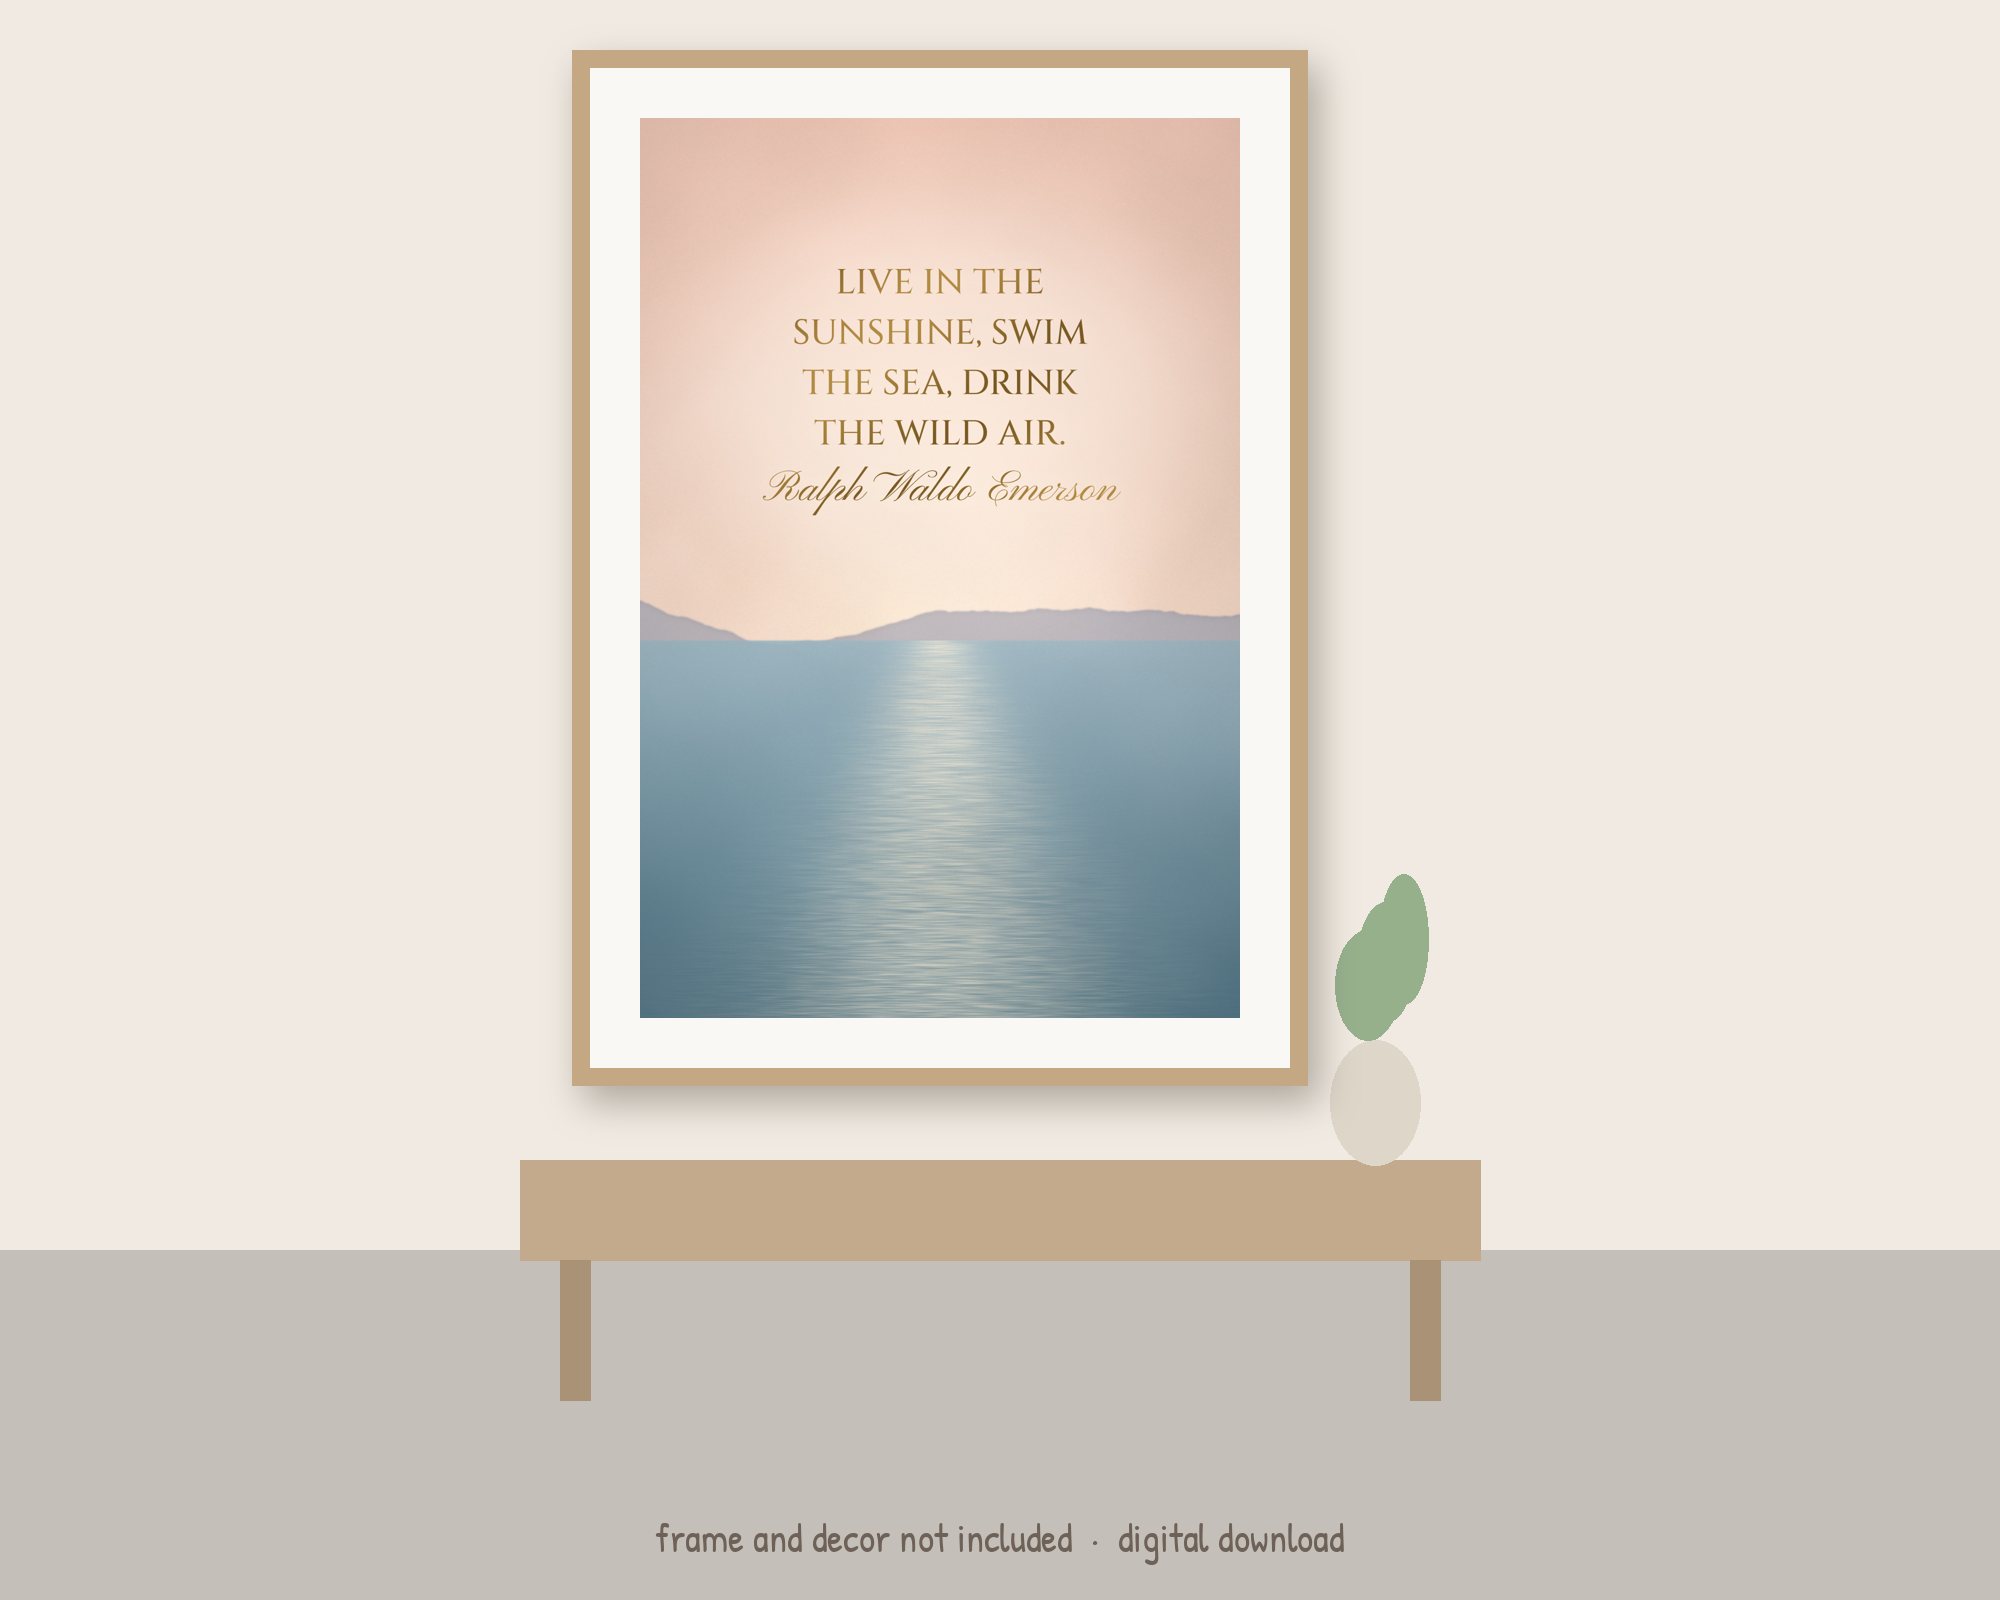 LIVE IN THE
SUNSHINE, SWIM
THE SEA, DRINK
THE WILD AIR.
Ralph Waldo Emerson
frame and decor not included · digital download